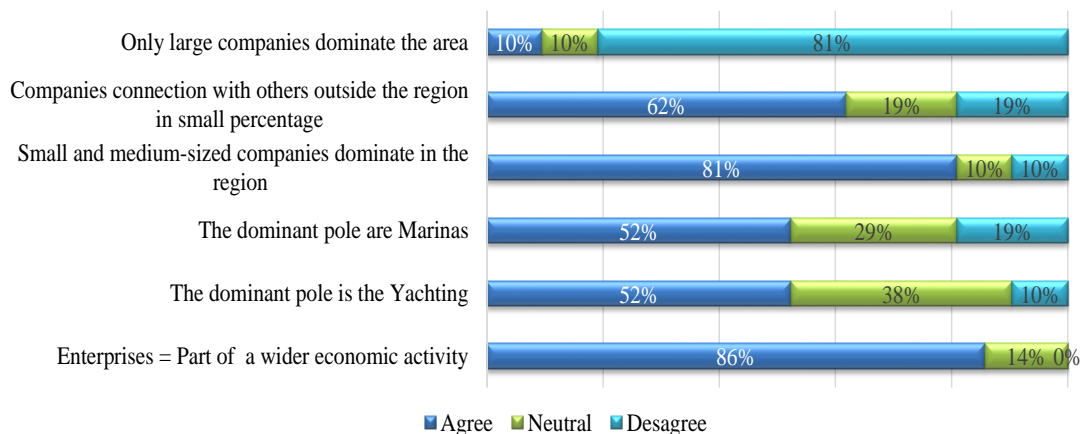 Only large companies dominate the area
10% 10% 81%
Companies connection with others outside the region
in small percentage
62% 19% 19%
Small and medium-sized companies dominate in the
region
81% 10% 10%
The dominant pole are Marinas
52% 29% 19%
The dominant pole is the Yachting
52% 38% 10%
Enterprises = Part of a wider economic activity
86% 14% 0%
Agree Neutral Desagree